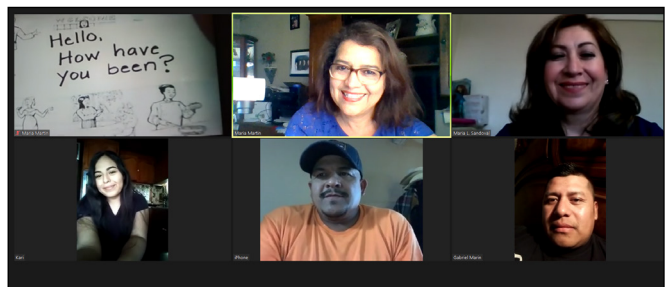 Hello,
How have
you been?
Maria Martin
Maria Martin
Maria L. Sandoval
Kari
iPhone
Gabriel Marin